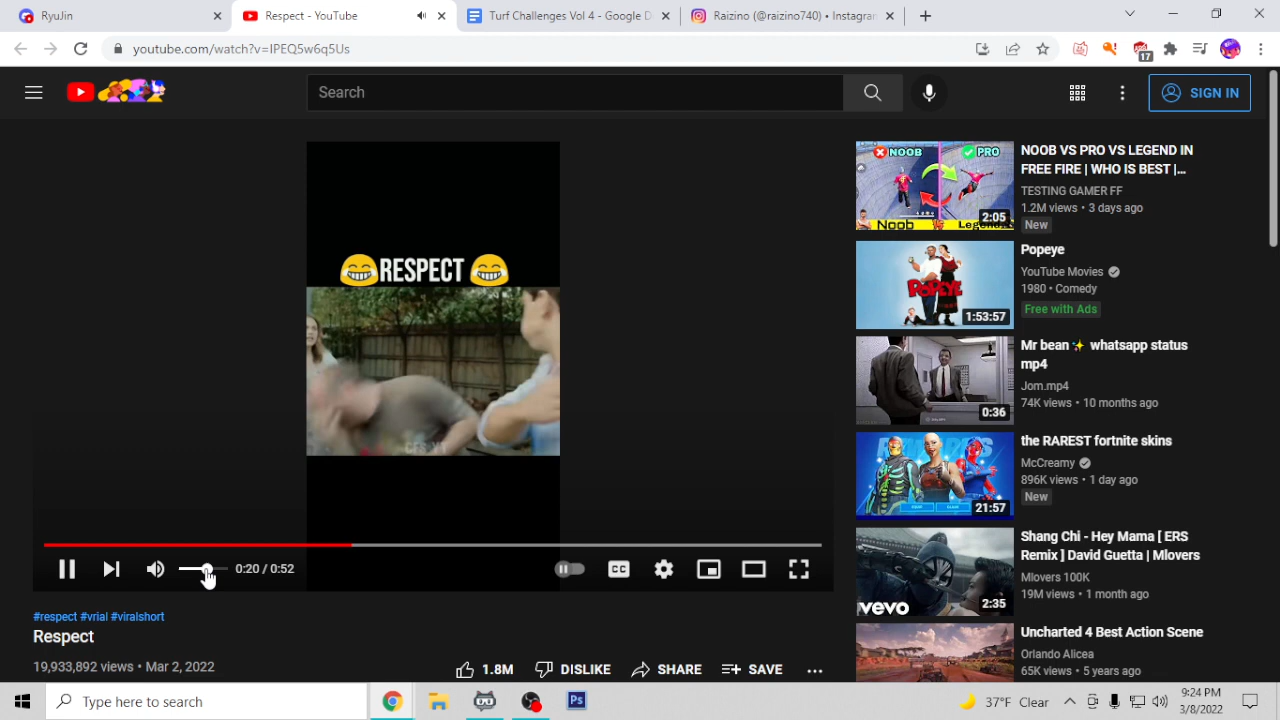 RyuJin
Respect - YouTube
Turf Challenges Vol 4 - Google D
Raizino (@raizino740) • Instagran
youtube.com/watch?v=IPEQ5w6q5Us
17
Search
SIGN IN
RESPECT
0:20 / 0:52
#respect #vrial #viralshort
Respect
19,933,892 views • Mar 2, 2022
1.8M
DISLIKE
SHARE
SAVE
NOOB
PRO
Noob
2:05
NOOB VS PRO VS LEGEND IN
FREE FIRE | WHO IS BEST |...
TESTING GAMER FF
1.2M views • 3 days ago
New
POPEYE
1:53:57
Popeye
YouTube Movies
1980 • Comedy
Free with Ads
0:36
Mr bean✨ whatsapp status
mp4
Jom.mp4
74K views • 10 months ago
21:57
the RAREST fortnite skins
McCreamy
896K views • 1 day ago
New
vevo
2:35
Shang Chi - Hey Mama [ ERS
Remix ] David Guetta | Mlovers
Mlovers 100K
19M views • 1 month ago
Uncharted 4 Best Action Scene
Orlando Alicea
65K views • 5 years ago
Type here to search
Ps
37°F Clear
9:24 PM
3/8/2022